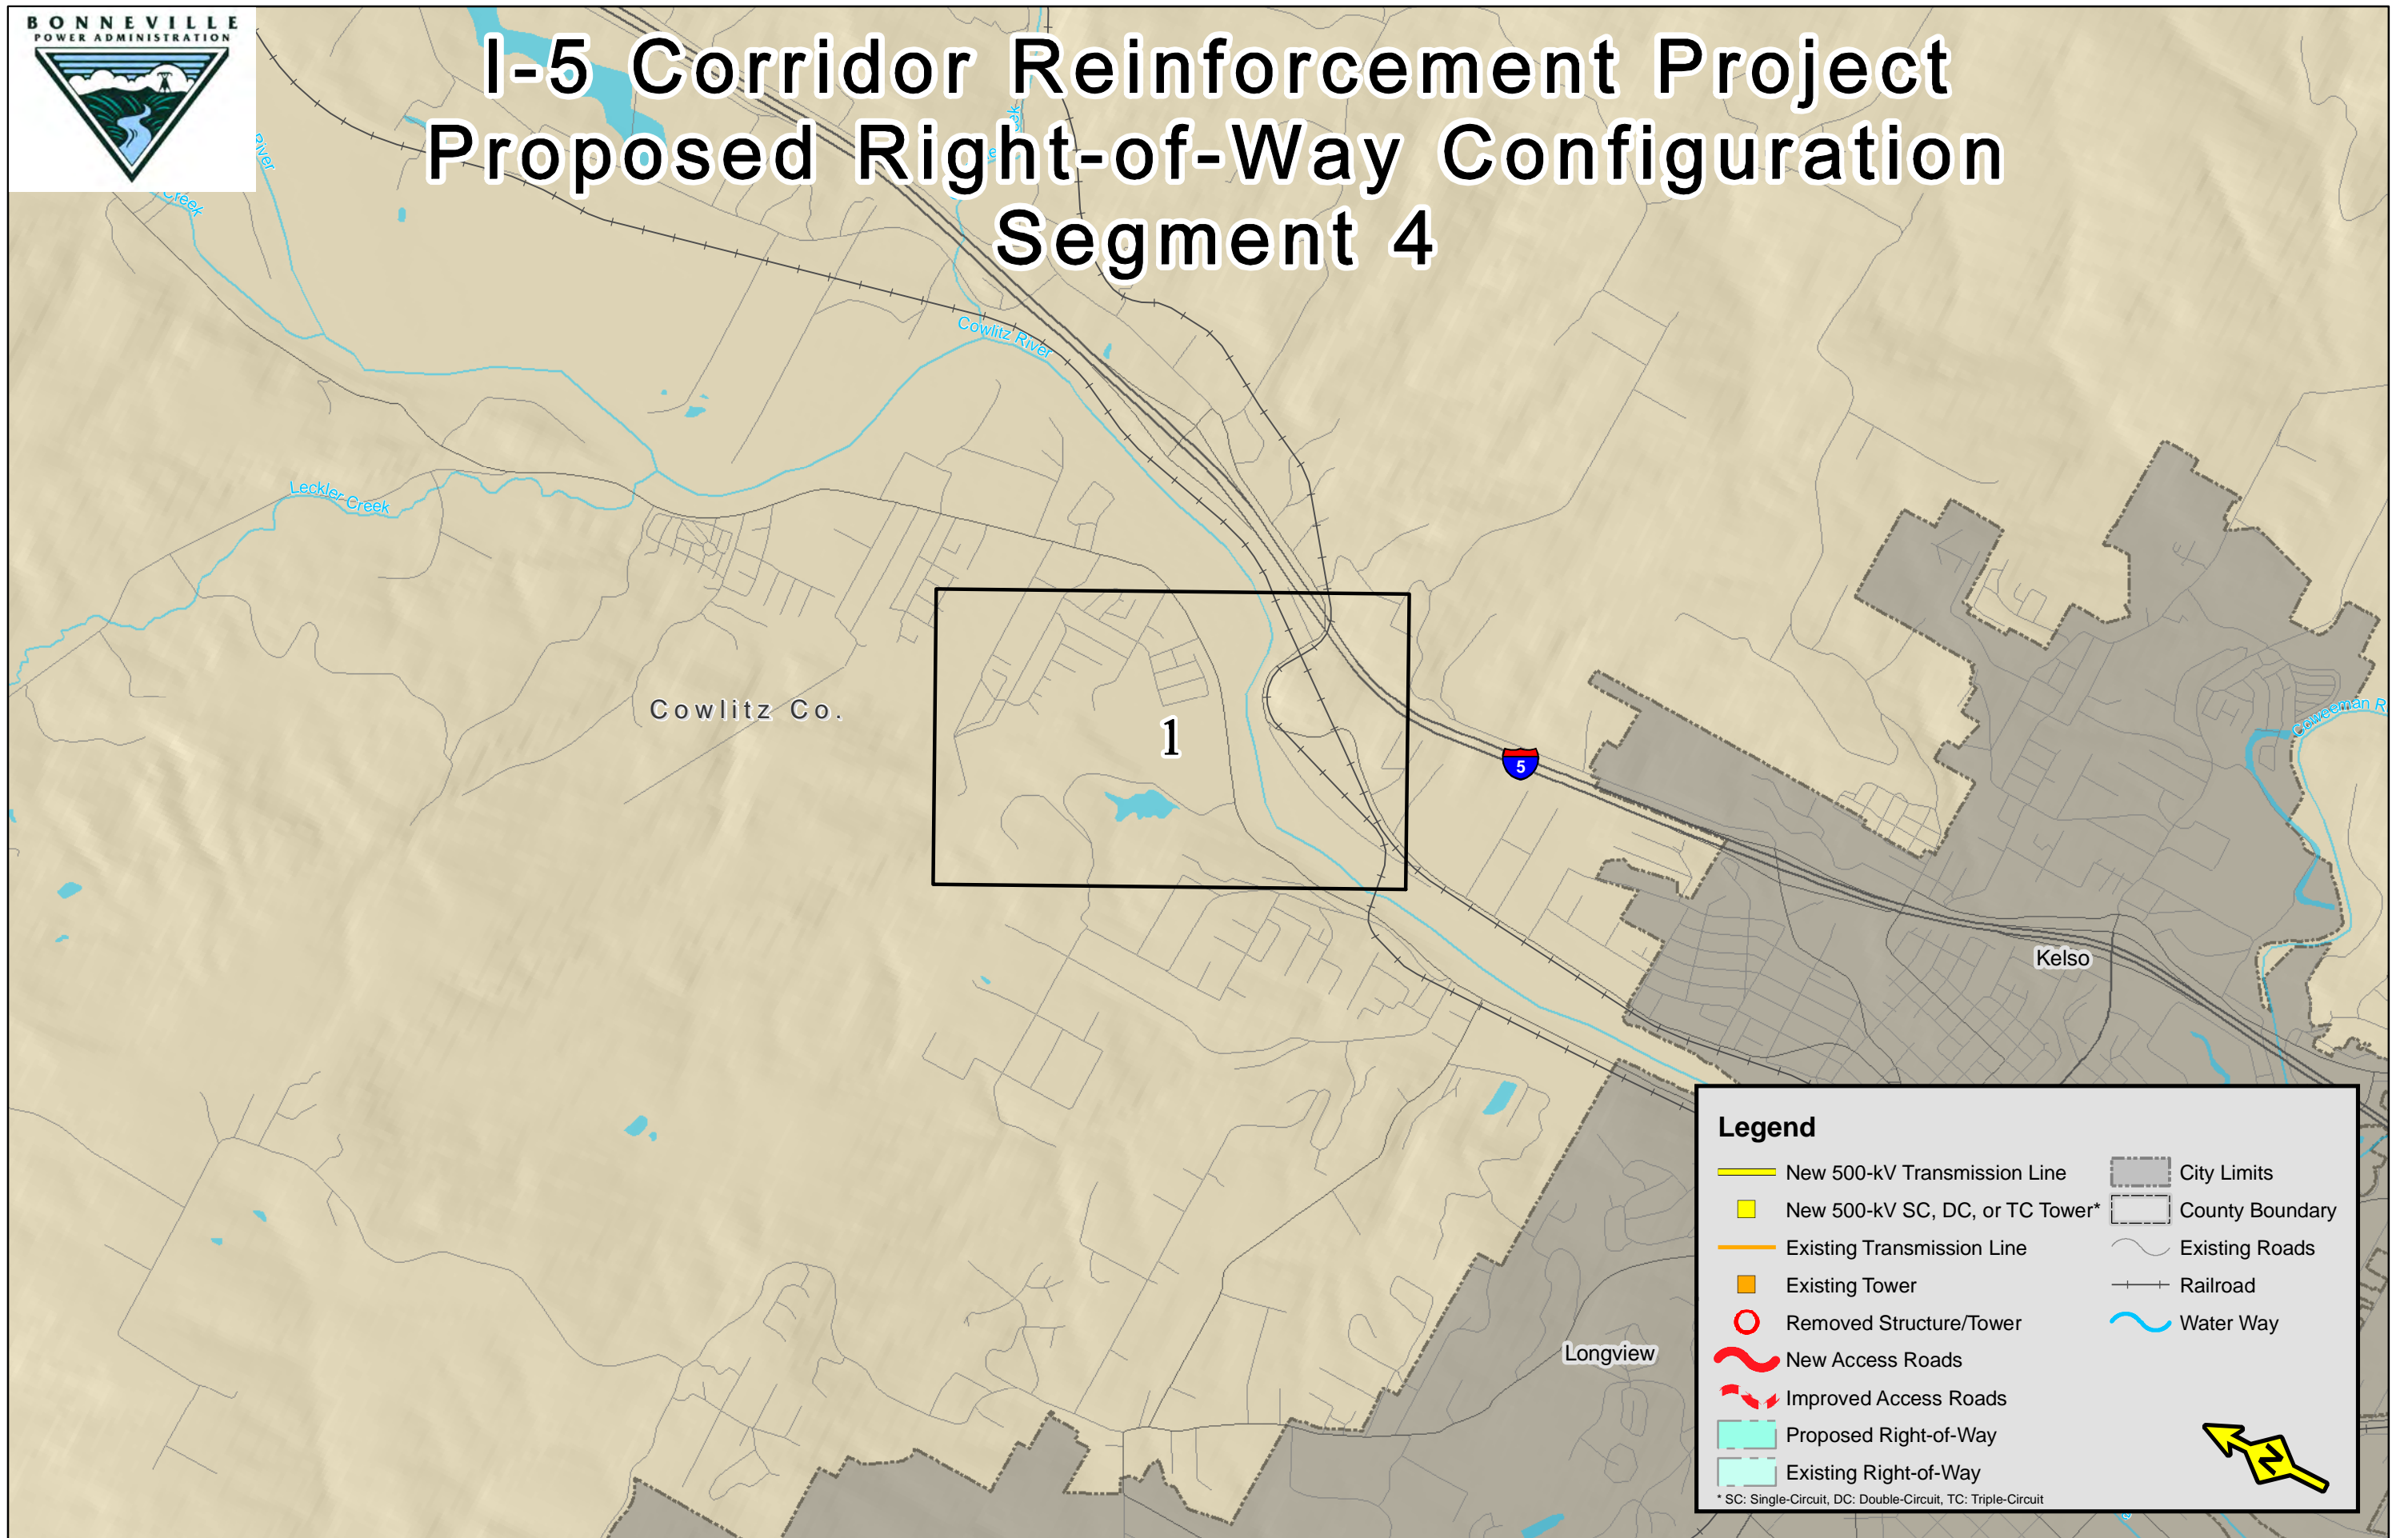 BONNEVILLE
POWER ADMINISTRATION
I-5 Corridor Reinforcement Project
Proposed Right-of-Way Configuration
Segment 4
River
Creek
Cowlitz River
Leckler Creek
Cowlitz Co.
1
5
Coweeman R
Kelso
Longview
Legend
New 500-kV Transmission Line
New 500-kV SC, DC, or TC Tower*
Existing Transmission Line
Existing Tower
Removed Structure/Tower
New Access Roads
Improved Access Roads
Proposed Right-of-Way
Existing Right-of-Way
City Limits
County Boundary
Existing Roads
Railroad
Water Way
N
* SC: Single-Circuit, DC: Double-Circuit, TC: Triple-Circuit